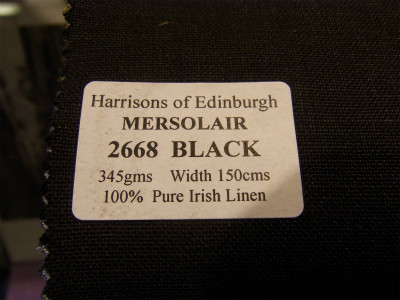 Harrisons of Edinburgh
MERSOLAIR
2668 BLACK
345gms Width 150cms
100% Pure Irish Linen